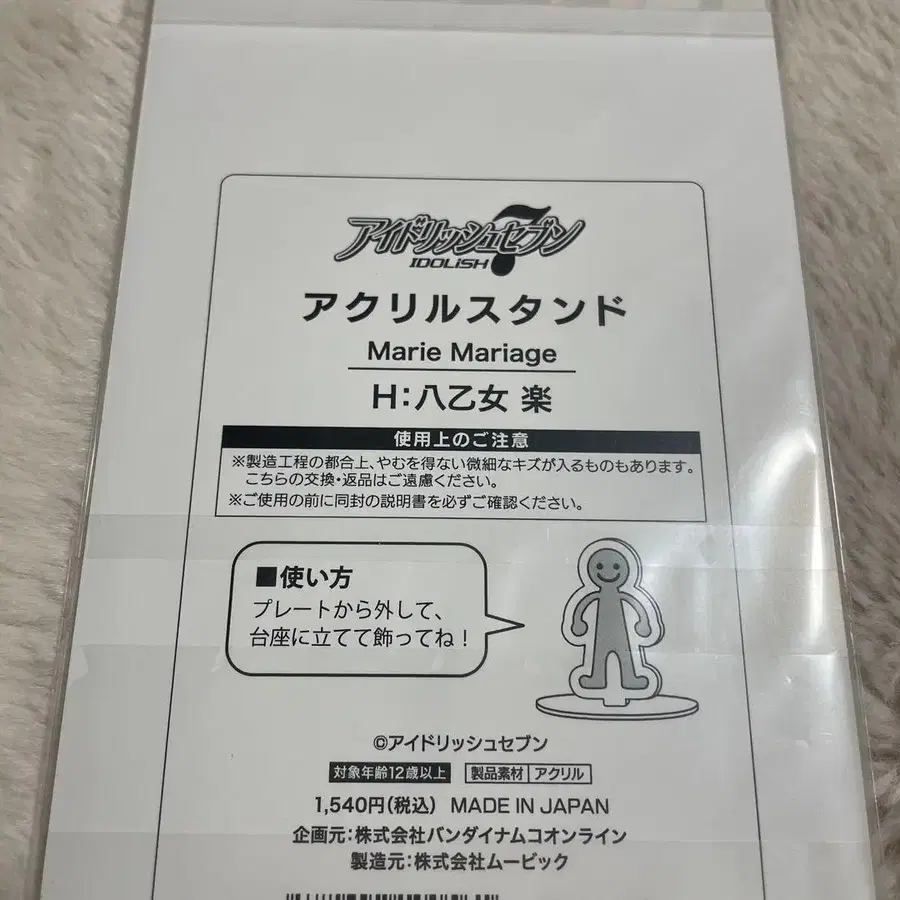 アイドリッシュセブン
7
IDOLiSH
アクリルスタンド
Marie Mariage
H:八乙女 楽
使用上のご注意
※製造工程の都合上、やむを得ない微細なキズが入るものもあります。
こちらの交換・返品はご遠慮ください。
※ご使用の前に同封の説明書を必ずご確認ください。
■使い方
プレートから外して、
台座に立てて飾ってね!
©アイドリッシュセブン
対象年齢12歳以上 製品素材 アクリル
1,540円(税込) MADE IN JAPAN
企画元:株式会社バンダイナムコオンライン
製造元:株式会社ムービック